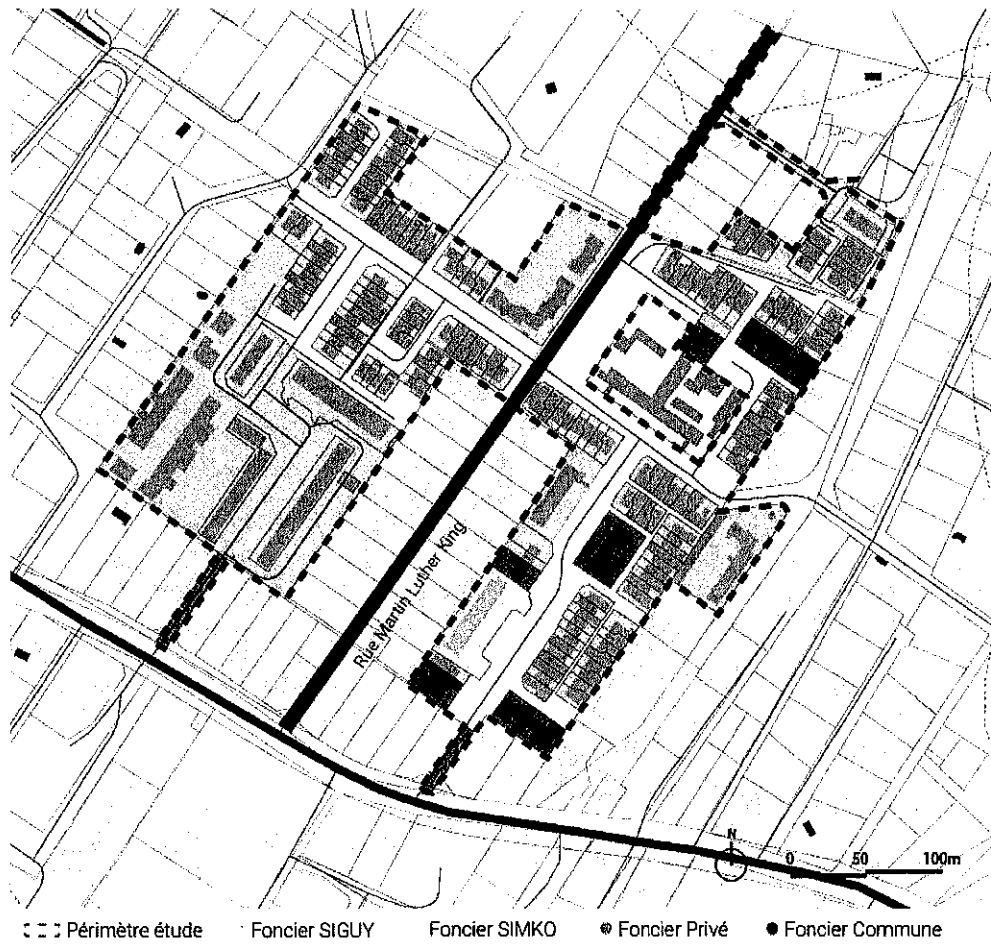 Rue Martin Luther King
N
0 50 100m
Périmètre étude Foncier SIGUY Foncier SIMKO Foncier Privé Foncier Commune